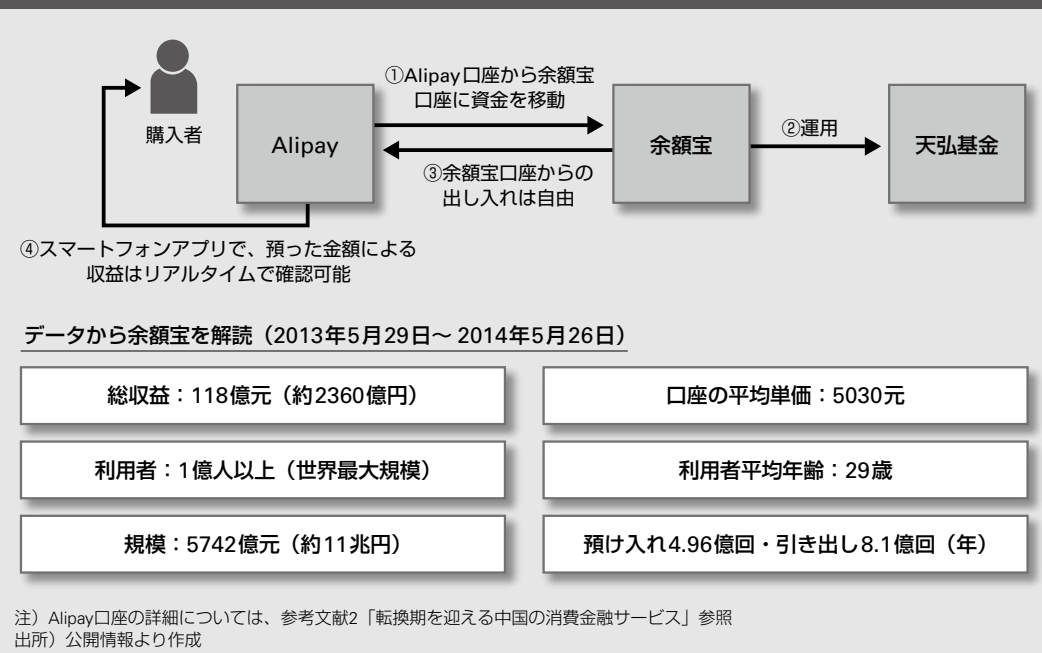 購入者
Alipay
①Alipay口座から余額宝
口座に資金を移動
③余額宝口座からの
出し入れは自由
余額宝
②運用
天弘基金
④スマートフォンアプリで、預った金額による
収益はリアルタイムで確認可能
データから余額宝を解読（2013年5月29日～2014年5月26日）
総収益：118億元（約2360億円）
口座の平均単価：5030元
利用者：1億人以上（世界最大規模）
利用者平均年齢：29歳
規模：5742億元（約11兆円）
預け入れ4.96億回・引き出し8.1億回（年）
注）Alipay口座の詳細については、参考文献2「転換期を迎える中国の消費金融サービス」参照
出所）公開情報より作成